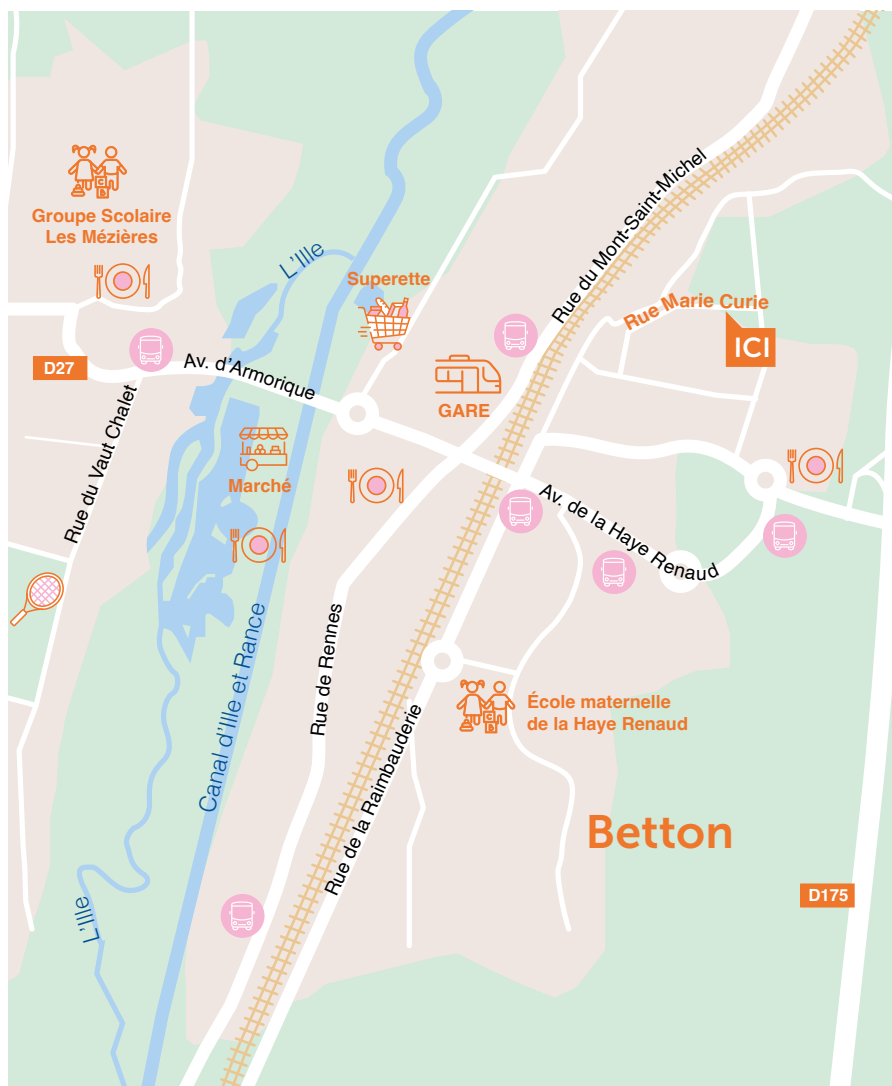 Groupe Scolaire
Les Mézières
L'Ille
Superette
Rue du Mont-Saint-Michel
Rue Marie Curie
ICI
D27
Av. d'Armorique
GARE
Rue du Vaut Chalet
Marché
Av. de la Haye Renaud
Rue de Rennes
Canal d'Ille et Rance
École maternelle
de la Haye Renaud
Rue de la Raimbauderie
Betton
D175
L'Ille